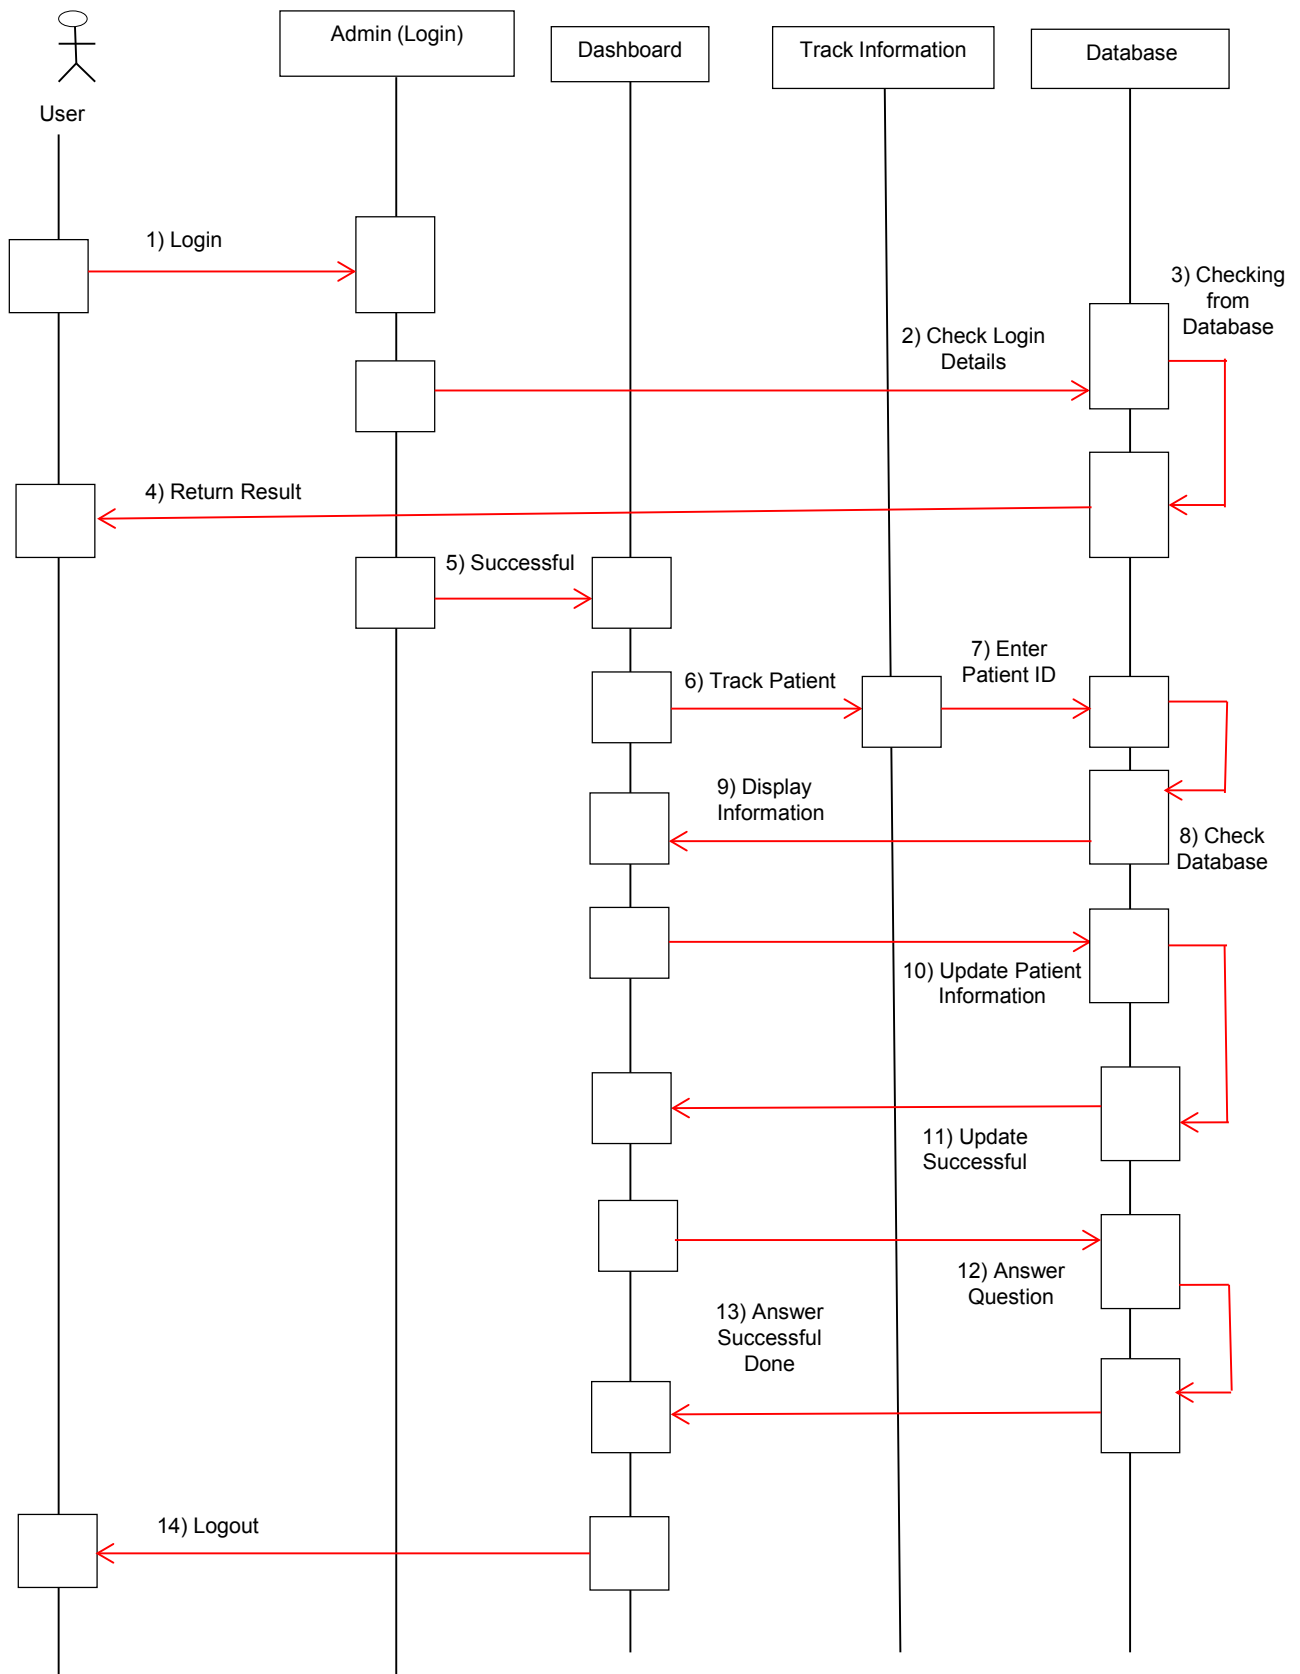 Admin (Login)
Dashboard
Track Information
Database
User
1) Login
3) Checking
from
Database
2) Check Login
Details
4) Return Result
5) Successful
7) Enter
Patient ID
6) Track Patient
9) Display
Information
8) Check
Database
10) Update Patient
Information
11) Update
Successful
12) Answer
Question
13) Answer
Successful
Done
14) Logout